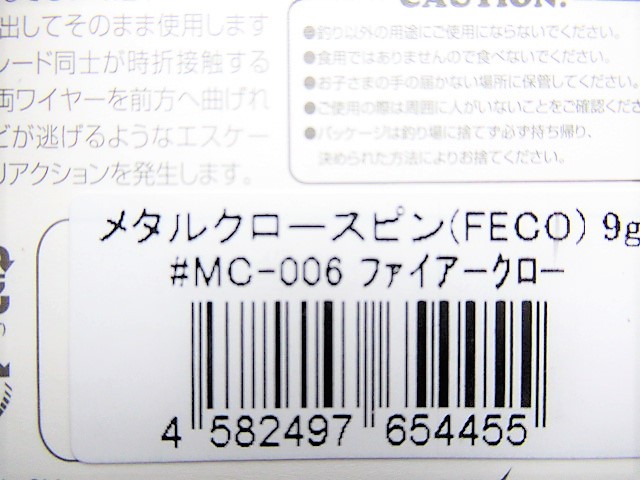 CAUTION!
出してそのまま使用します
レード同士が時折接触する
両ワイヤーを前方へ曲げれ
ビが逃げるようなエスケー
リアクションを発生します。
●釣り以外の用途にご使用にならないでください。
●食用ではありませんので食べないでください。
●お子さまの手の届かない場所に保管してください。
●ご使用の際は周囲に人がいないことをご確認くださ
●パッケージは釣り場に捨てず必ず持ち帰り、
決められた方法によりお捨てください。
メタルクロースピン(FECO) 9g
#MC-006 ファイアークロー
4 582497 654455